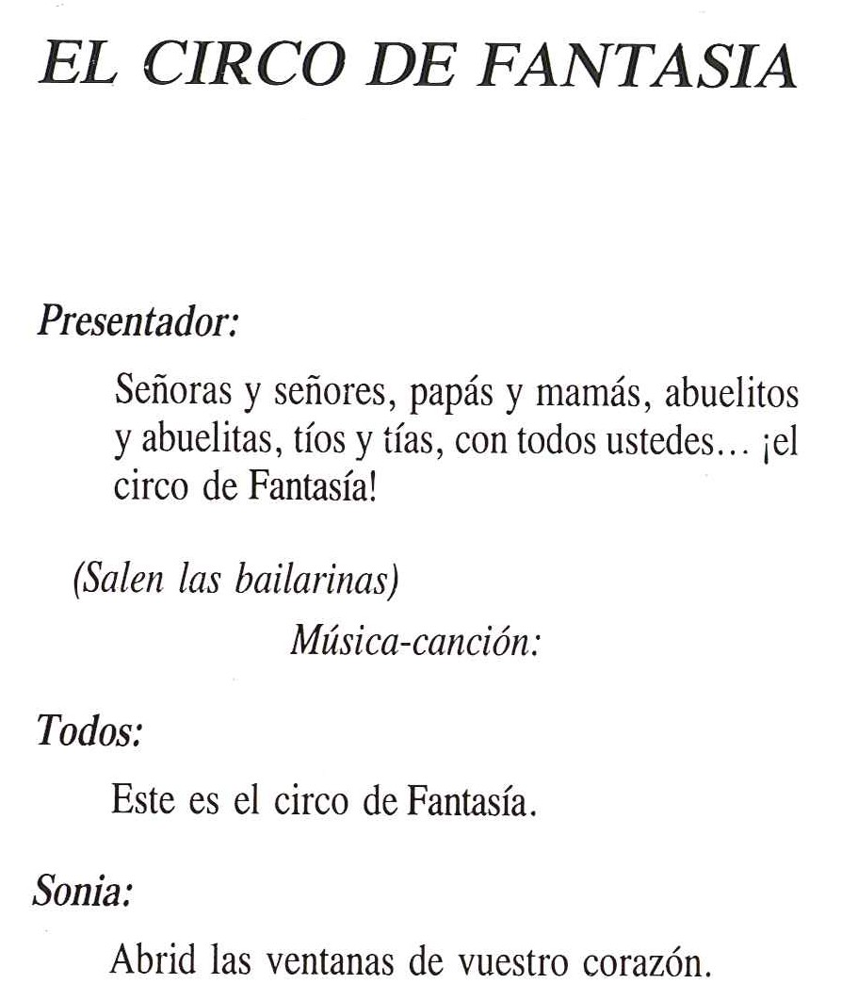 EL CIRCO DE FANTASIA
Presentador:
Señoras y señores, papás y mamás, abuelitos
y abuelitas, tíos y tías, con todos ustedes... ¡el
circo de Fantasía!
(Salen las bailarinas)
Música-canción:
Todos:
Este es el circo de Fantasía.
Sonia:
Abrid las ventanas de vuestro corazón.